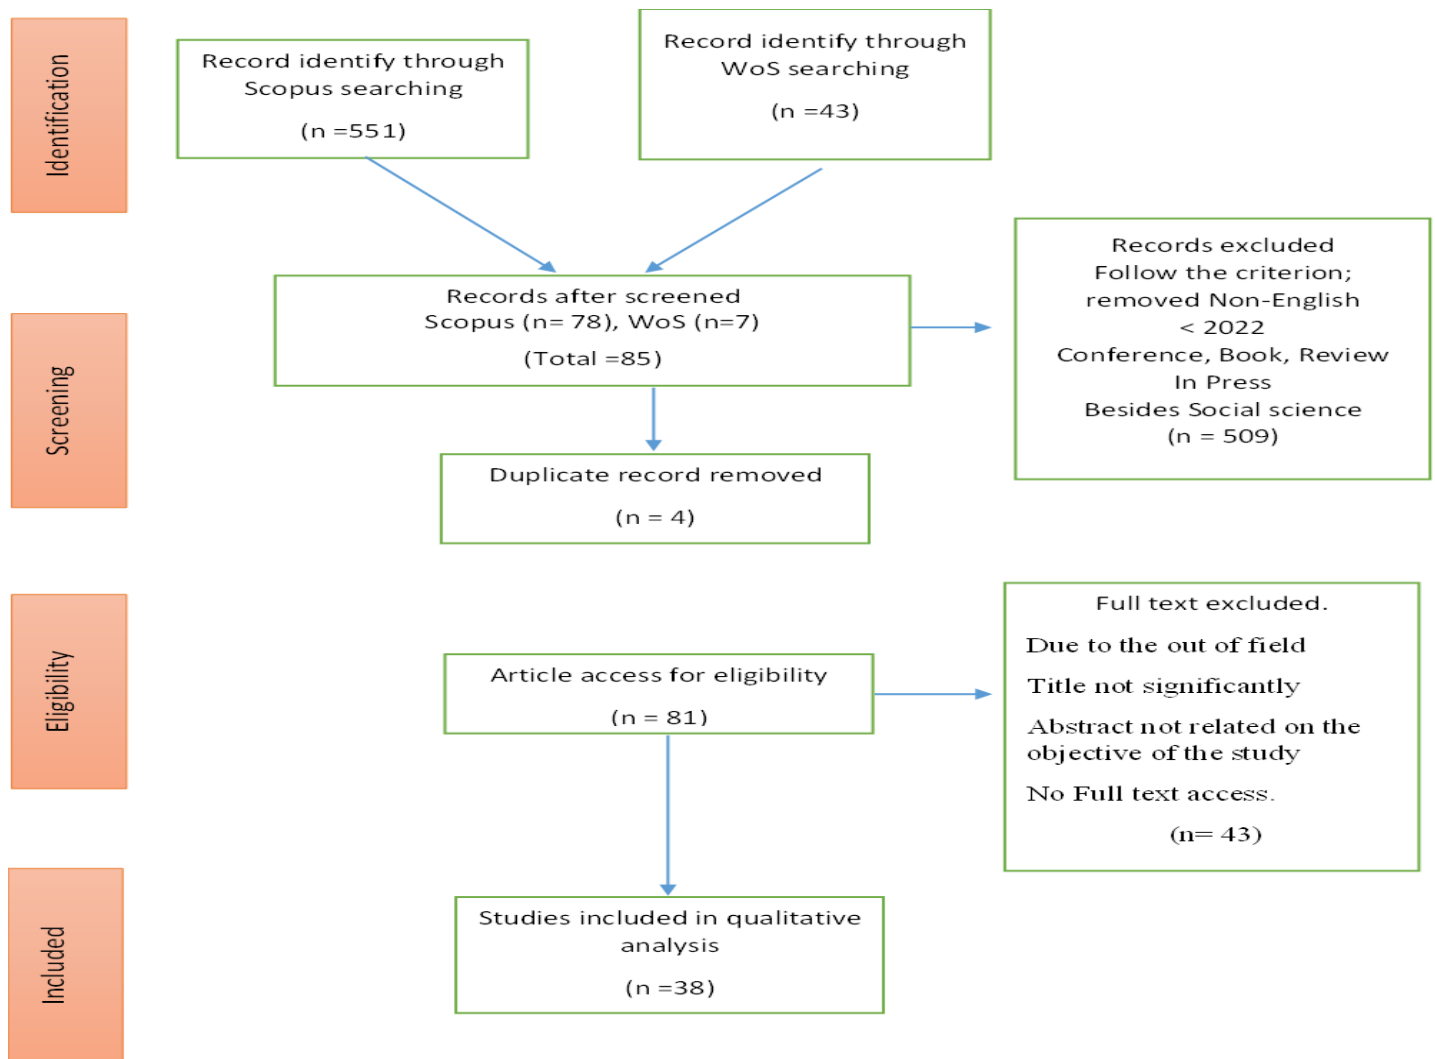 Identification
Record identify through
Scopus searching
(n =551)
Record identify through
WoS searching
(n =43)
Screening
Records after screened
Scopus (n= 78), WoS (n=7)
(Total =85)
Records excluded
Follow the criterion;
removed Non-English
< 2022
Conference, Book, Review
In Press
Besides Social science
(n = 509)
Duplicate record removed
(n = 4)
Eligibility
Article access for eligibility
(n = 81)
Full text excluded.
Due to the out of field
Title not significantly
Abstract not related on the
objective of the study
No Full text access.
(n= 43)
Included
Studies included in qualitative
analysis
(n =38)